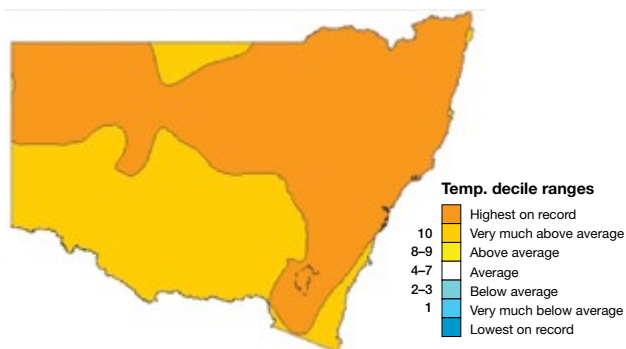 Temp. decile ranges
Highest on record
10 Very much above average
8–9 Above average
4–7 Average
2–3 Below average
1 Very much below average
Lowest on record